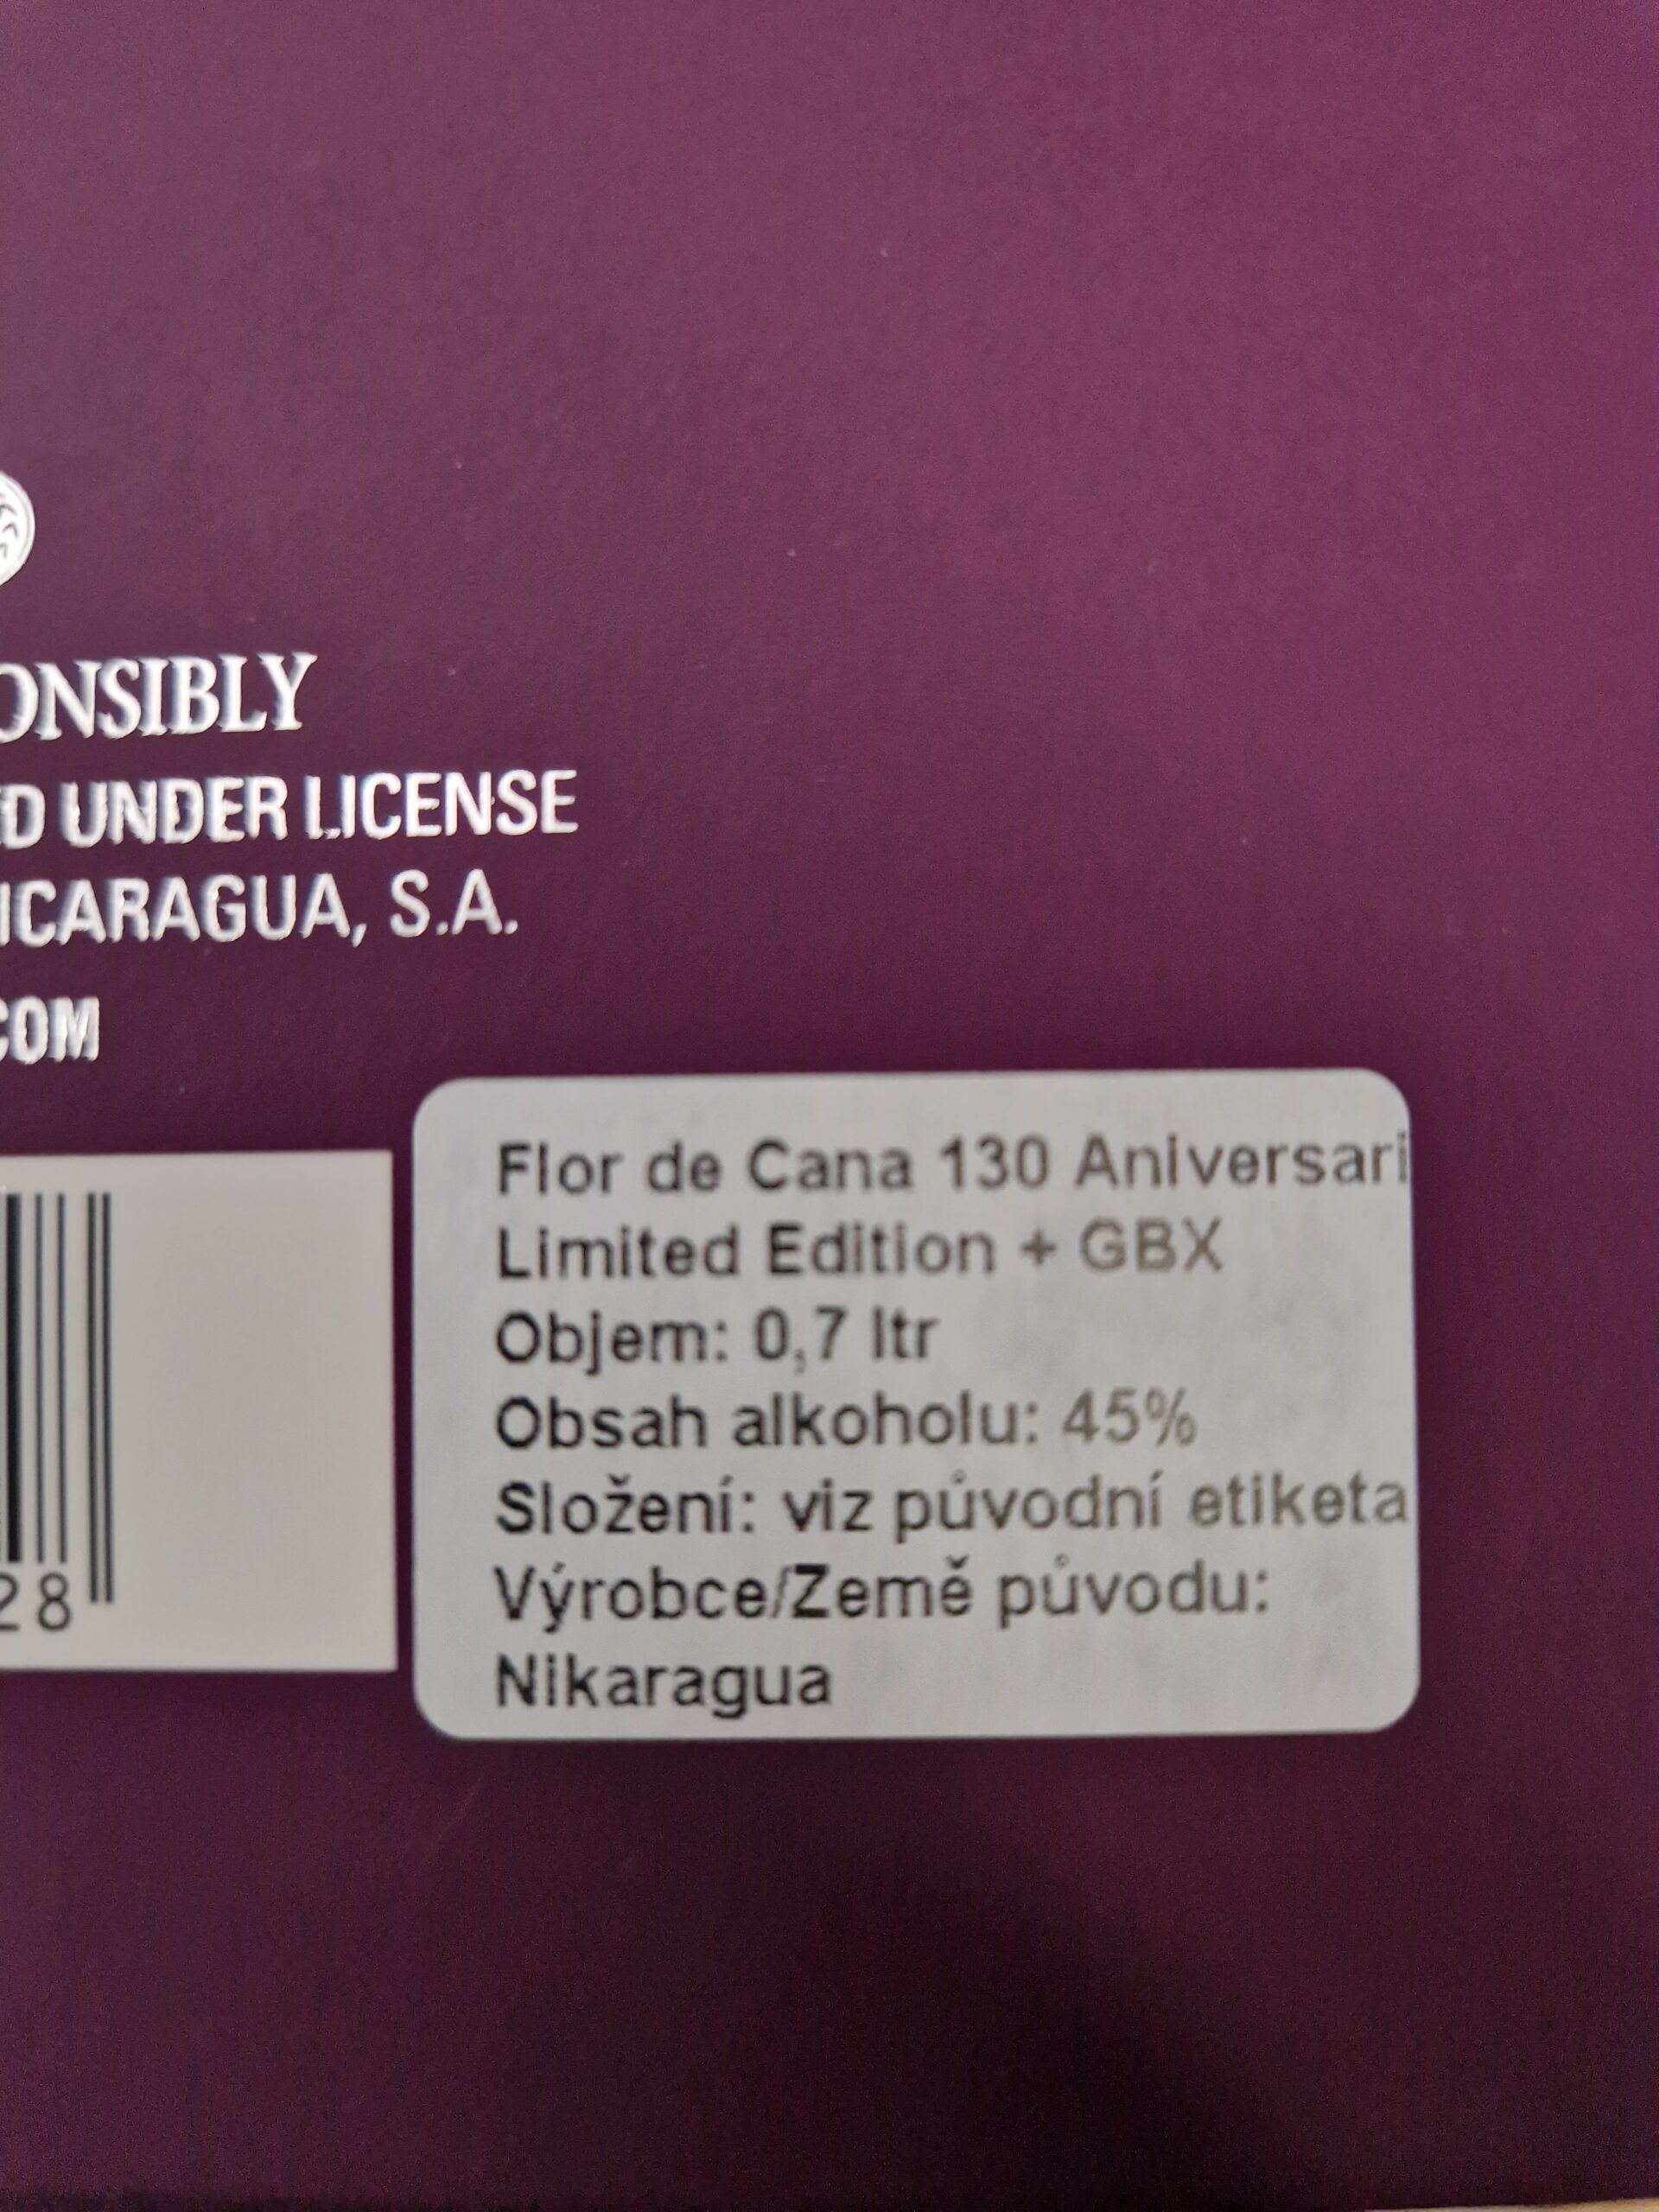 ONSIBLY
D UNDER LICENSE
ICARAGUA, S.A.
COM
28
Flor de Cana 130 Aniversari
Limited Edition + GBX
Objem: 0,7 ltr
Obsah alkoholu: 45%
Složení: viz původní etiketa
Výrobce/Země původu:
Nikaragua